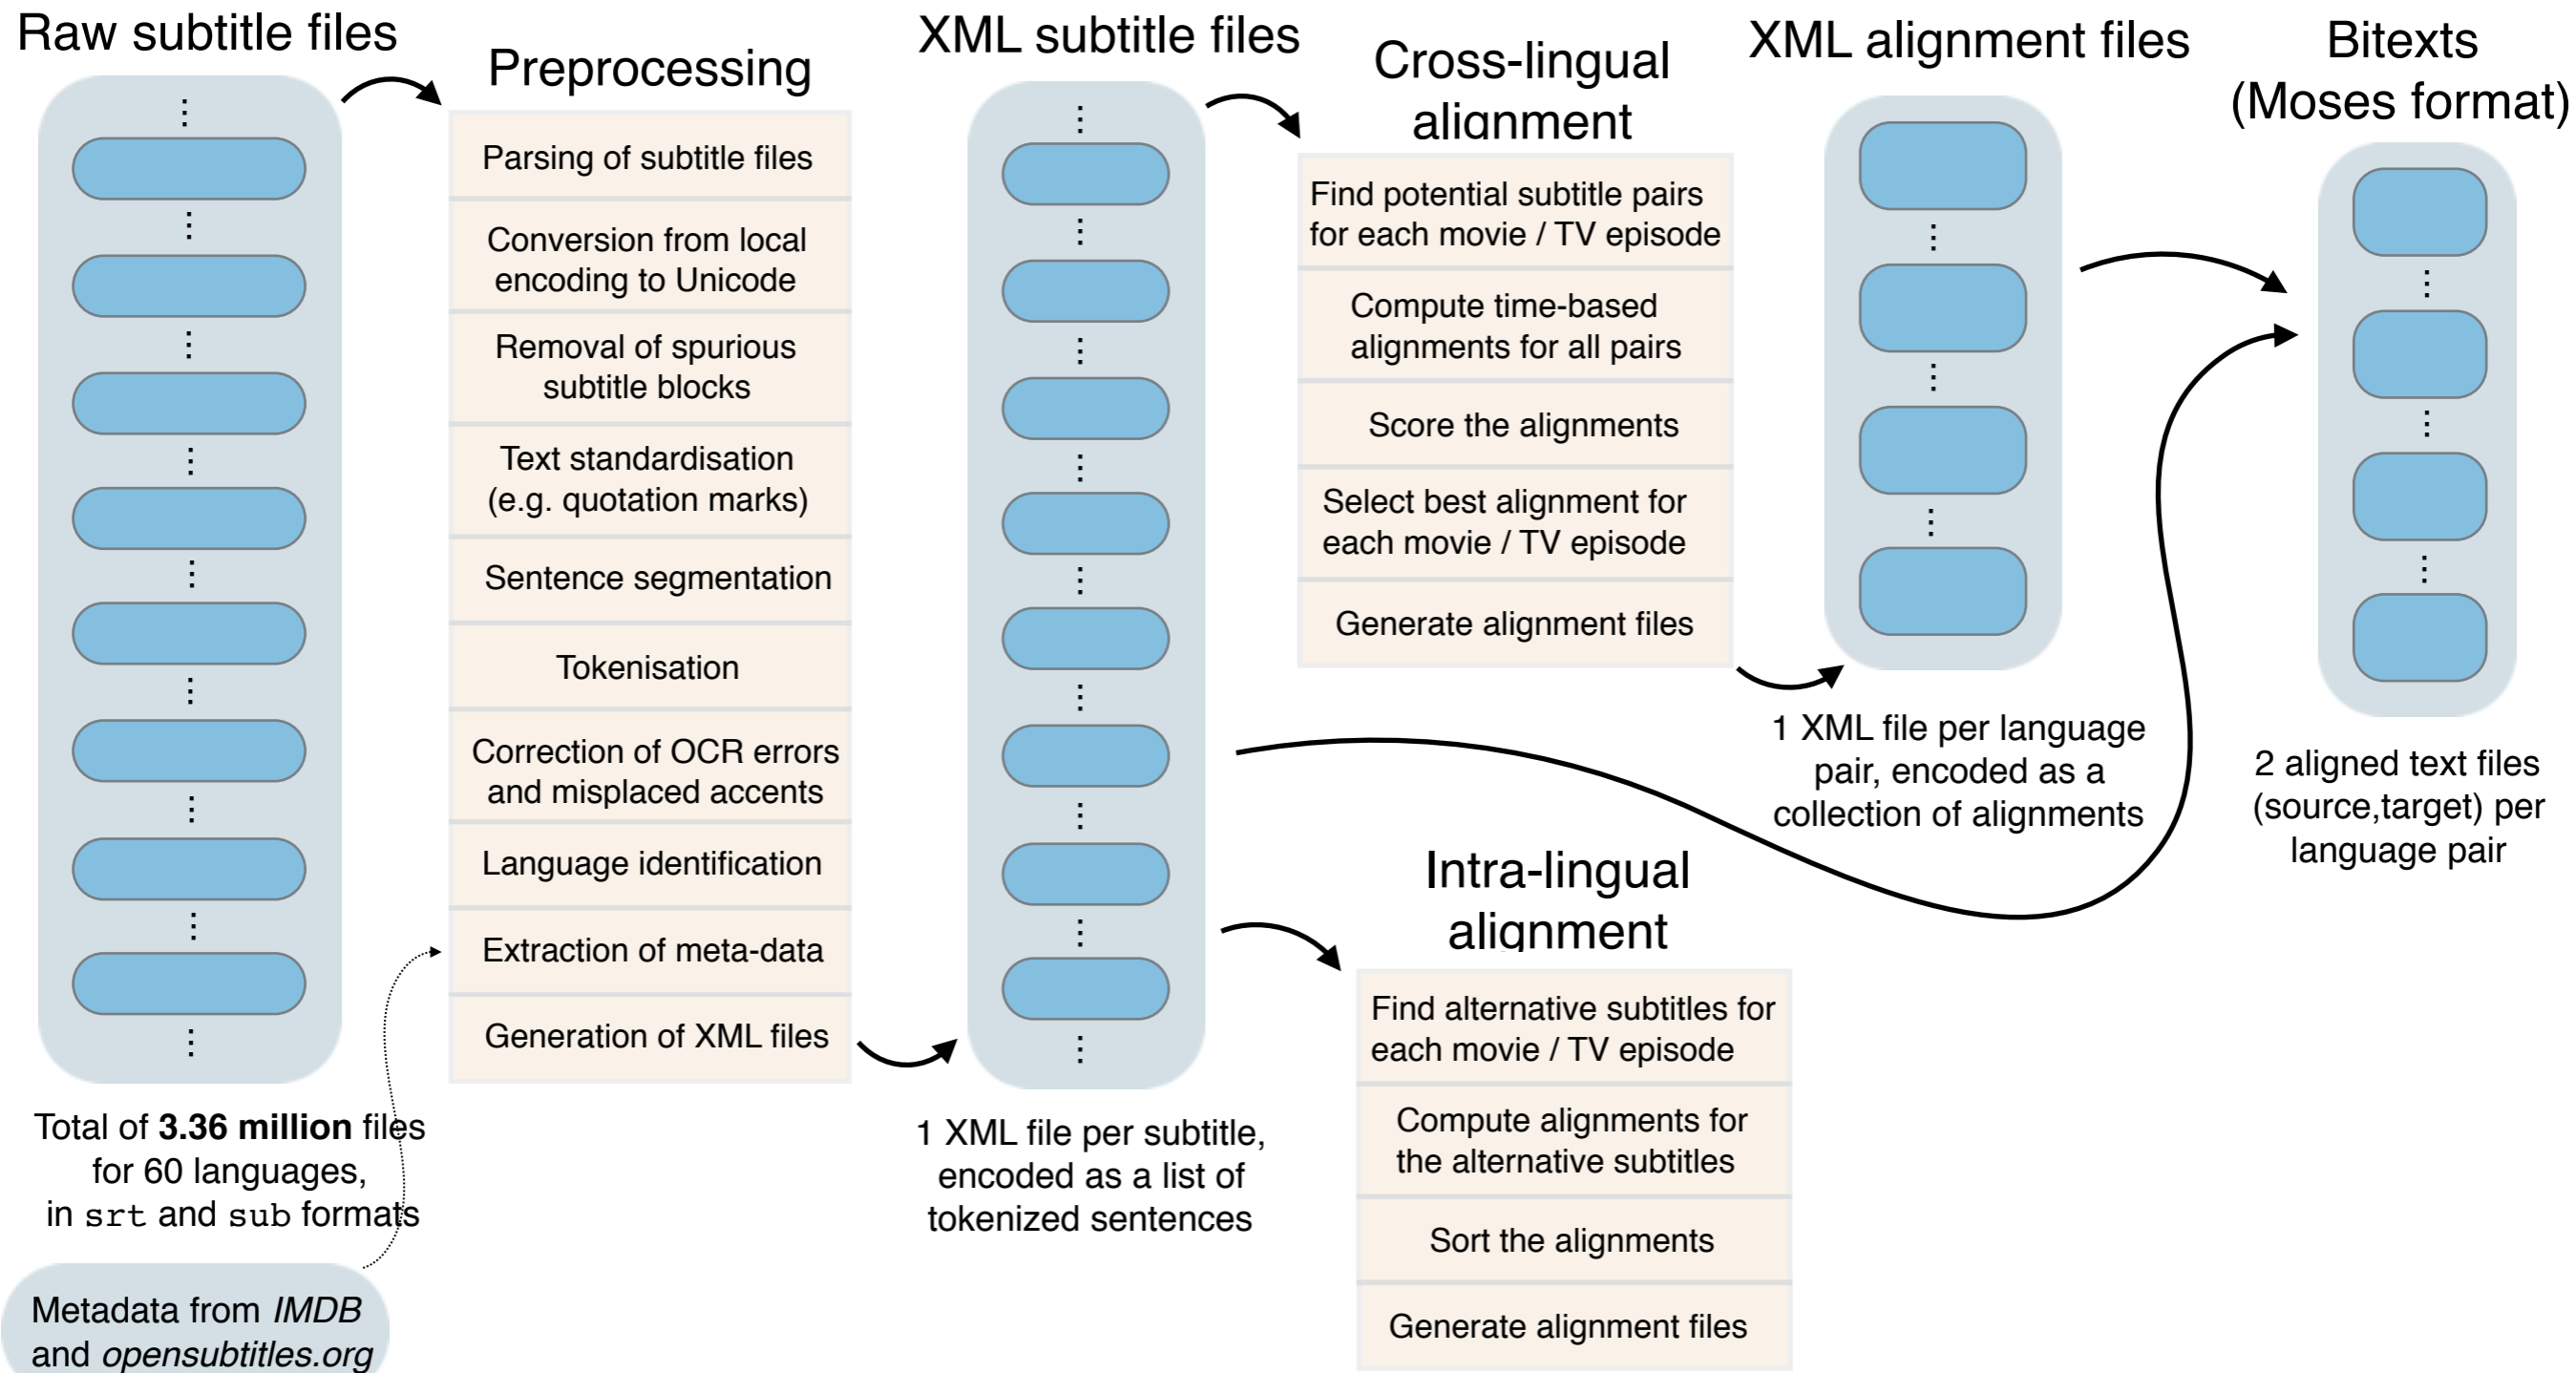 Raw subtitle files
Total of 3.36 million files
for 60 languages,
in srt and sub formats
Metadata from IMDB
and opensubtitles.org
Preprocessing
Parsing of subtitle files
Conversion from local
encoding to Unicode
Removal of spurious
subtitle blocks
Text standardisation
(e.g. quotation marks)
Sentence segmentation
Tokenisation
Correction of OCR errors
and misplaced accents
Language identification
Extraction of meta-data
Generation of XML files
XML subtitle files
1 XML file per subtitle,
encoded as a list of
tokenized sentences
Cross-lingual
alignment
Find potential subtitle pairs
for each movie / TV episode
Compute time-based
alignments for all pairs
Score the alignments
Select best alignment for
each movie / TV episode
Generate alignment files
Intra-lingual
alignment
Find alternative subtitles for
each movie / TV episode
Compute alignments for
the alternative subtitles
Sort the alignments
Generate alignment files
XML alignment files
1 XML file per language
pair, encoded as a
collection of alignments
Bitexts
(Moses format)
2 aligned text files
(source,target) per
language pair